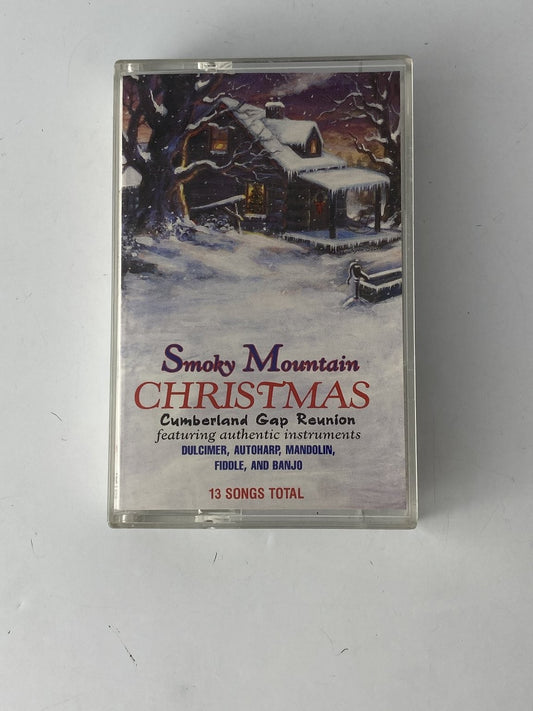 Smoky Mountain
CHRISTMAS
Cumberland Gap Reunion
featuring authentic instruments
DULCIMER, AUTOHARP, MANDOLIN,
FIDDLE, AND BANJO
13 SONGS TOTAL